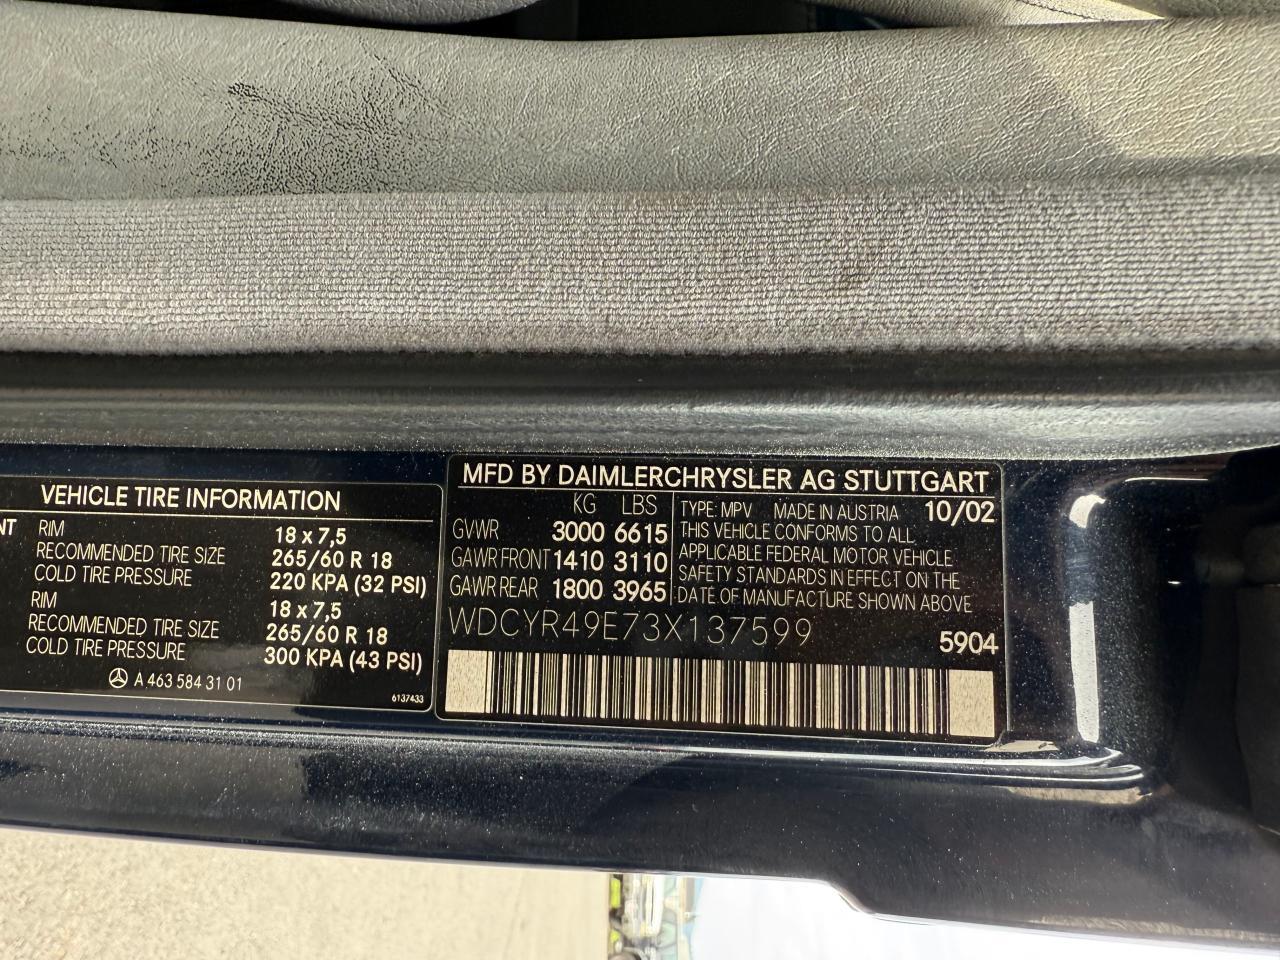 VEHICLE TIRE INFORMATION
NT RIM 18 x 7,5
RECOMMENDED TIRE SIZE 265/60 R 18
COLD TIRE PRESSURE 220 KPA (32 PSI)
RIM 18 x 7,5
RECOMMENDED TIRE SIZE 265/60 R 18
COLD TIRE PRESSURE 300 KPA (43 PSI)
A 463 584 31 01
6137433
MFD BY DAIMLERCHRYSLER AG STUTTGART
KG LBS
GVWR 3000 6615
GAWR FRONT 1410 3110
GAWR REAR 1800 3965
TYPE: MPV MADE IN AUSTRIA 10/02
THIS VEHICLE CONFORMS TO ALL
APPLICABLE FEDERAL MOTOR VEHICLE
SAFETY STANDARDS IN EFFECT ON THE
DATE OF MANUFACTURE SHOWN ABOVE
WDCYR49E73X137599
5904